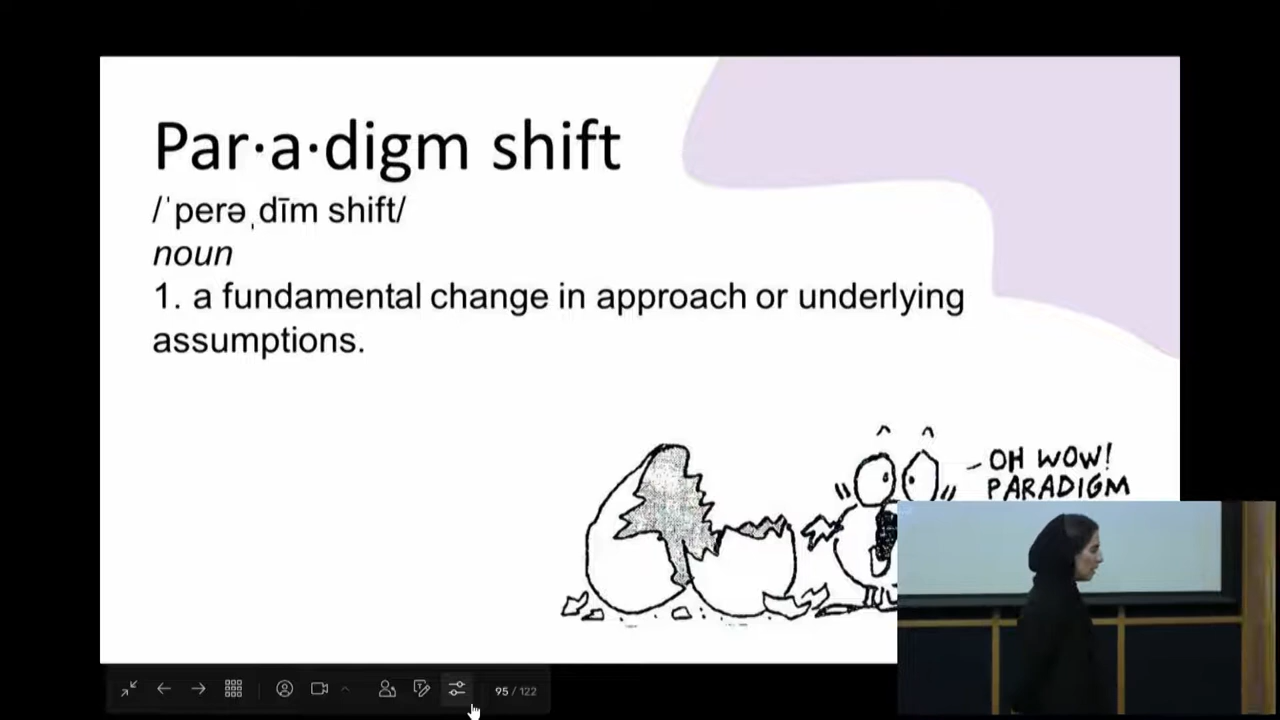 Par·a·digm shift
/ˈperəˌdīm shift/
noun
1. a fundamental change in approach or underlying
assumptions.
OH WOW!
PARADIGM
95 / 122